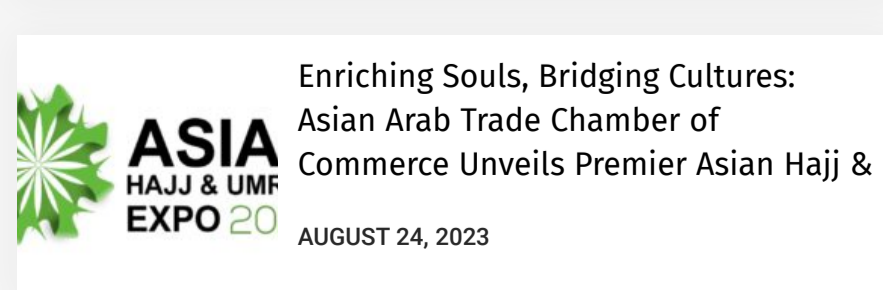 ASIA
HAJJ & UMR
EXPO 20
Enriching Souls, Bridging Cultures:
Asian Arab Trade Chamber of
Commerce Unveils Premier Asian Hajj &
AUGUST 24, 2023